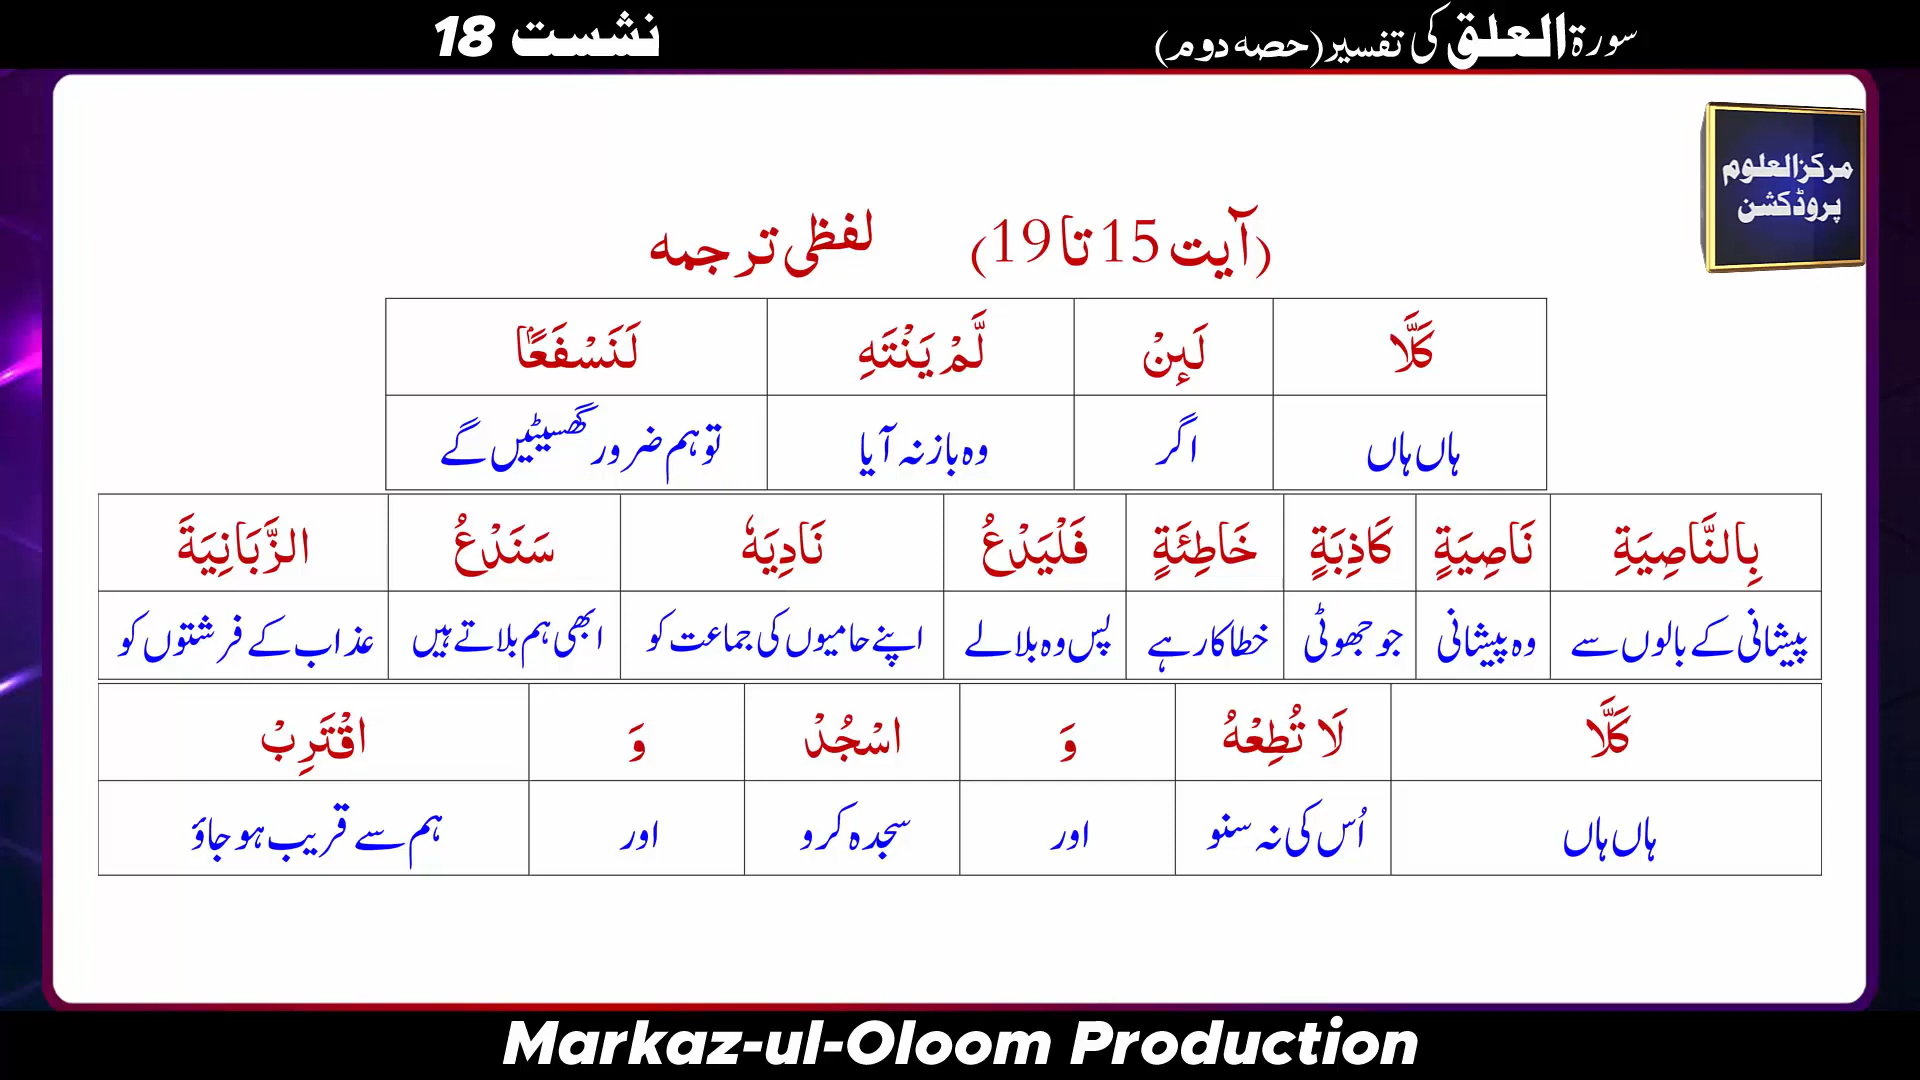 سورۃ العلق کی تفسیر (حصہ دوم) نشست 18
مرکز العلوم
پروڈکشن
(آیت 15 تا 19) لفظی ترجمہ
كَلَّا لَىِٕنْ لَّمْ يَنْتَهِ لَنَسْفَعًۢا
ہاں ہاں اگر وہ باز نہ آیا تو ہم ضرور گھسیٹیں گے
بِالنَّاصِيَةِ نَاصِيَةٍ كَاذِبَةٍ خَاطِئَةٍ فَلْيَدْعُ نَادِيَهٗ سَنَدْعُ الزَّبَانِيَةَ
پیشانی کے بالوں سے وہ پیشانی جو جھوٹی خطا کار ہے پس وہ بلا لے اپنے حامیوں کی جماعت کو ابھی ہم بلاتے ہیں عذاب کے فرشتوں کو
كَلَّا لَا تُطِعْهُ وَ اسْجُدْ وَ اقْتَرِبْ
ہاں ہاں اُس کی نہ سنو اور سجدہ کرو اور ہم سے قریب ہو جاؤ
Markaz-ul-Oloom Production